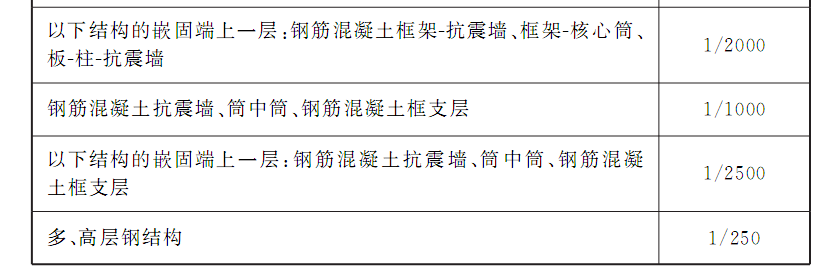 以下结构的嵌固端上一层:钢筋混凝土框架-抗震墙、框架-核心筒、
板-柱-抗震墙
1/2000
钢筋混凝土抗震墙、筒中筒、钢筋混凝土框支层
1/1000
以下结构的嵌固端上一层:钢筋混凝土抗震墙、筒中筒、钢筋混凝
土框支层
1/2500
多、高层钢结构
1/250